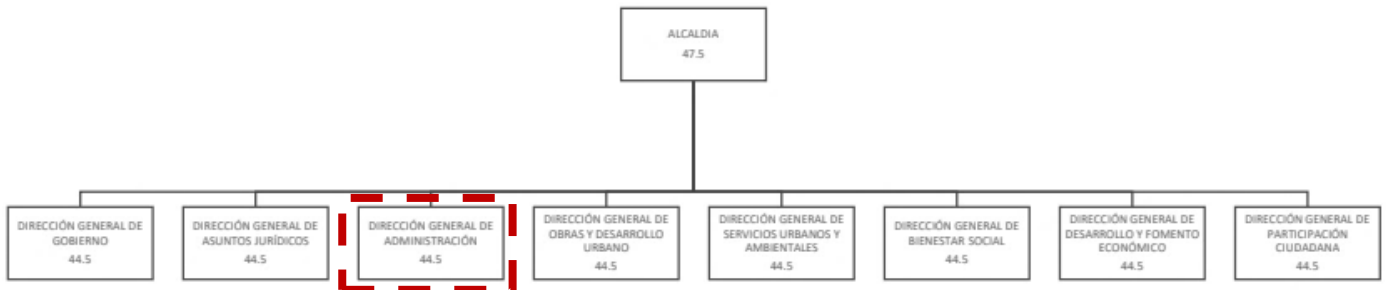 ALCALDIA
47.5
DIRECCIÓN GENERAL DE
GOBIERNO
44.5
DIRECCIÓN GENERAL DE
ASUNTOS JURÍDICOS
44.5
DIRECCIÓN GENERAL DE
ADMINISTRACIÓN
44.5
DIRECCIÓN GENERAL DE
OBRAS Y DESARROLLO
URBANO
44.5
DIRECCIÓN GENERAL DE
SERVICIOS URBANOS Y
AMBIENTALES
44.5
DIRECCIÓN GENERAL DE
BIENESTAR SOCIAL
44.5
DIRECCIÓN GENERAL DE
DESARROLLO Y FOMENTO
ECONÓMICO
44.5
DIRECCIÓN GENERAL DE
PARTICIPACIÓN
CIUDADANA
44.5